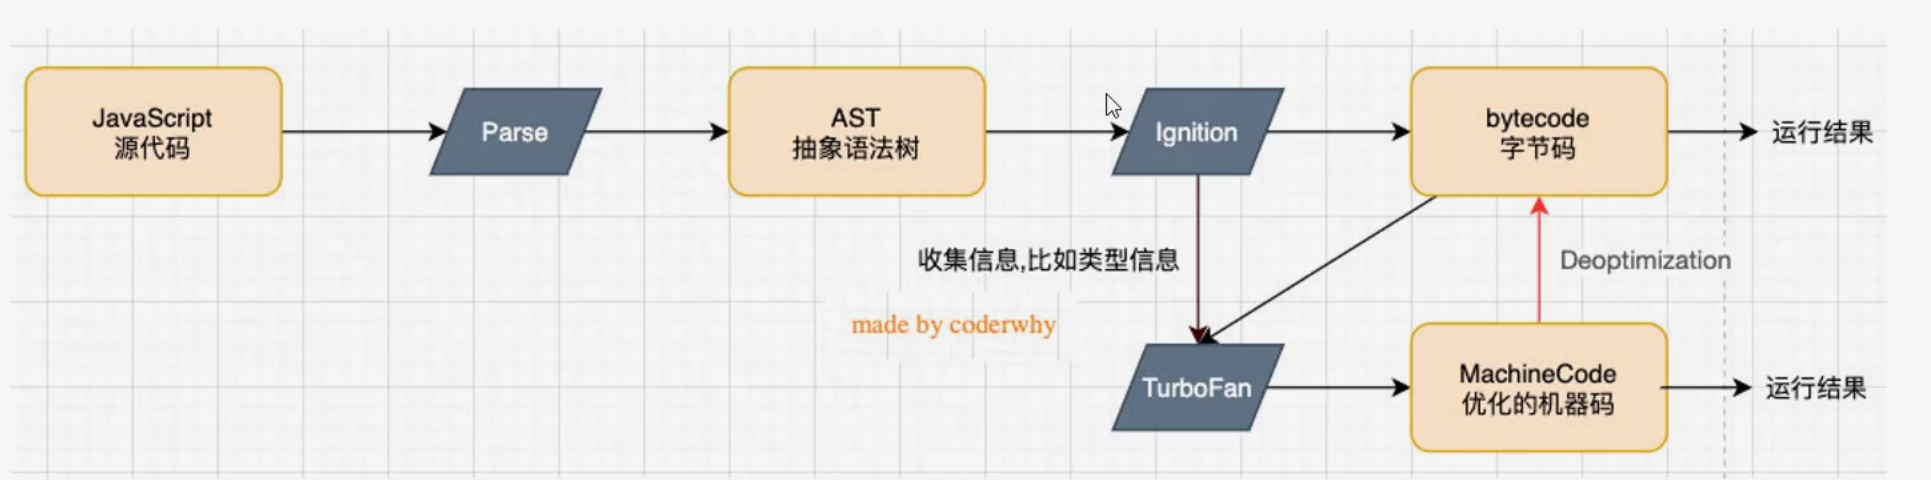 JavaScript
源代码
Parse
AST
抽象语法树
Ignition
bytecode
字节码
运行结果
收集信息,比如类型信息
Deoptimization
made by coderwhy
TurboFan
MachineCode
优化的机器码
运行结果